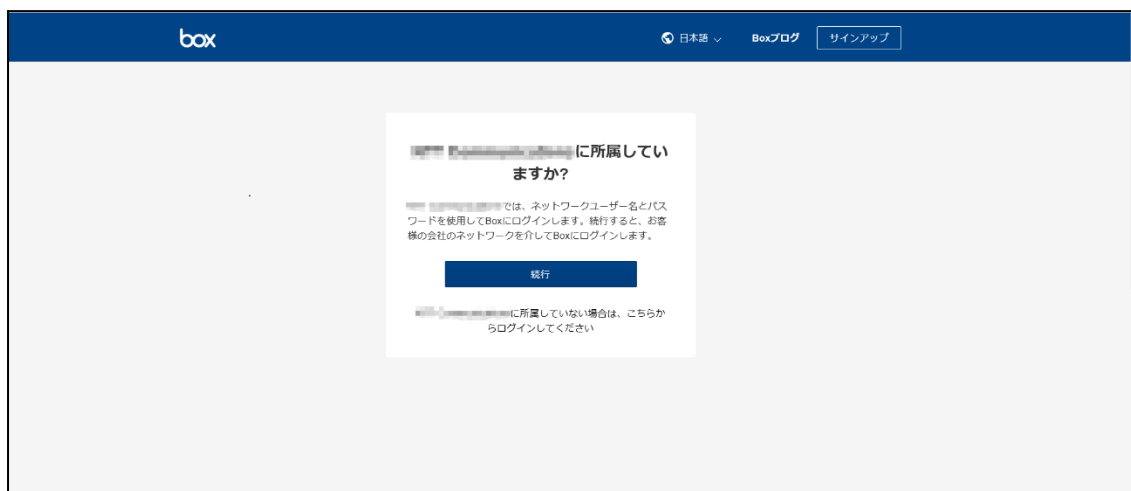 box
日本語
Boxブログ
サインアップ
に所属してい
ますか?
では、ネットワークユーザー名とパス
ワードを使用してBoxにログインします。続行すると、お客
様の会社のネットワークを介してBoxにログインします。
続行
に所属していない場合は、こちらか
らログインしてください